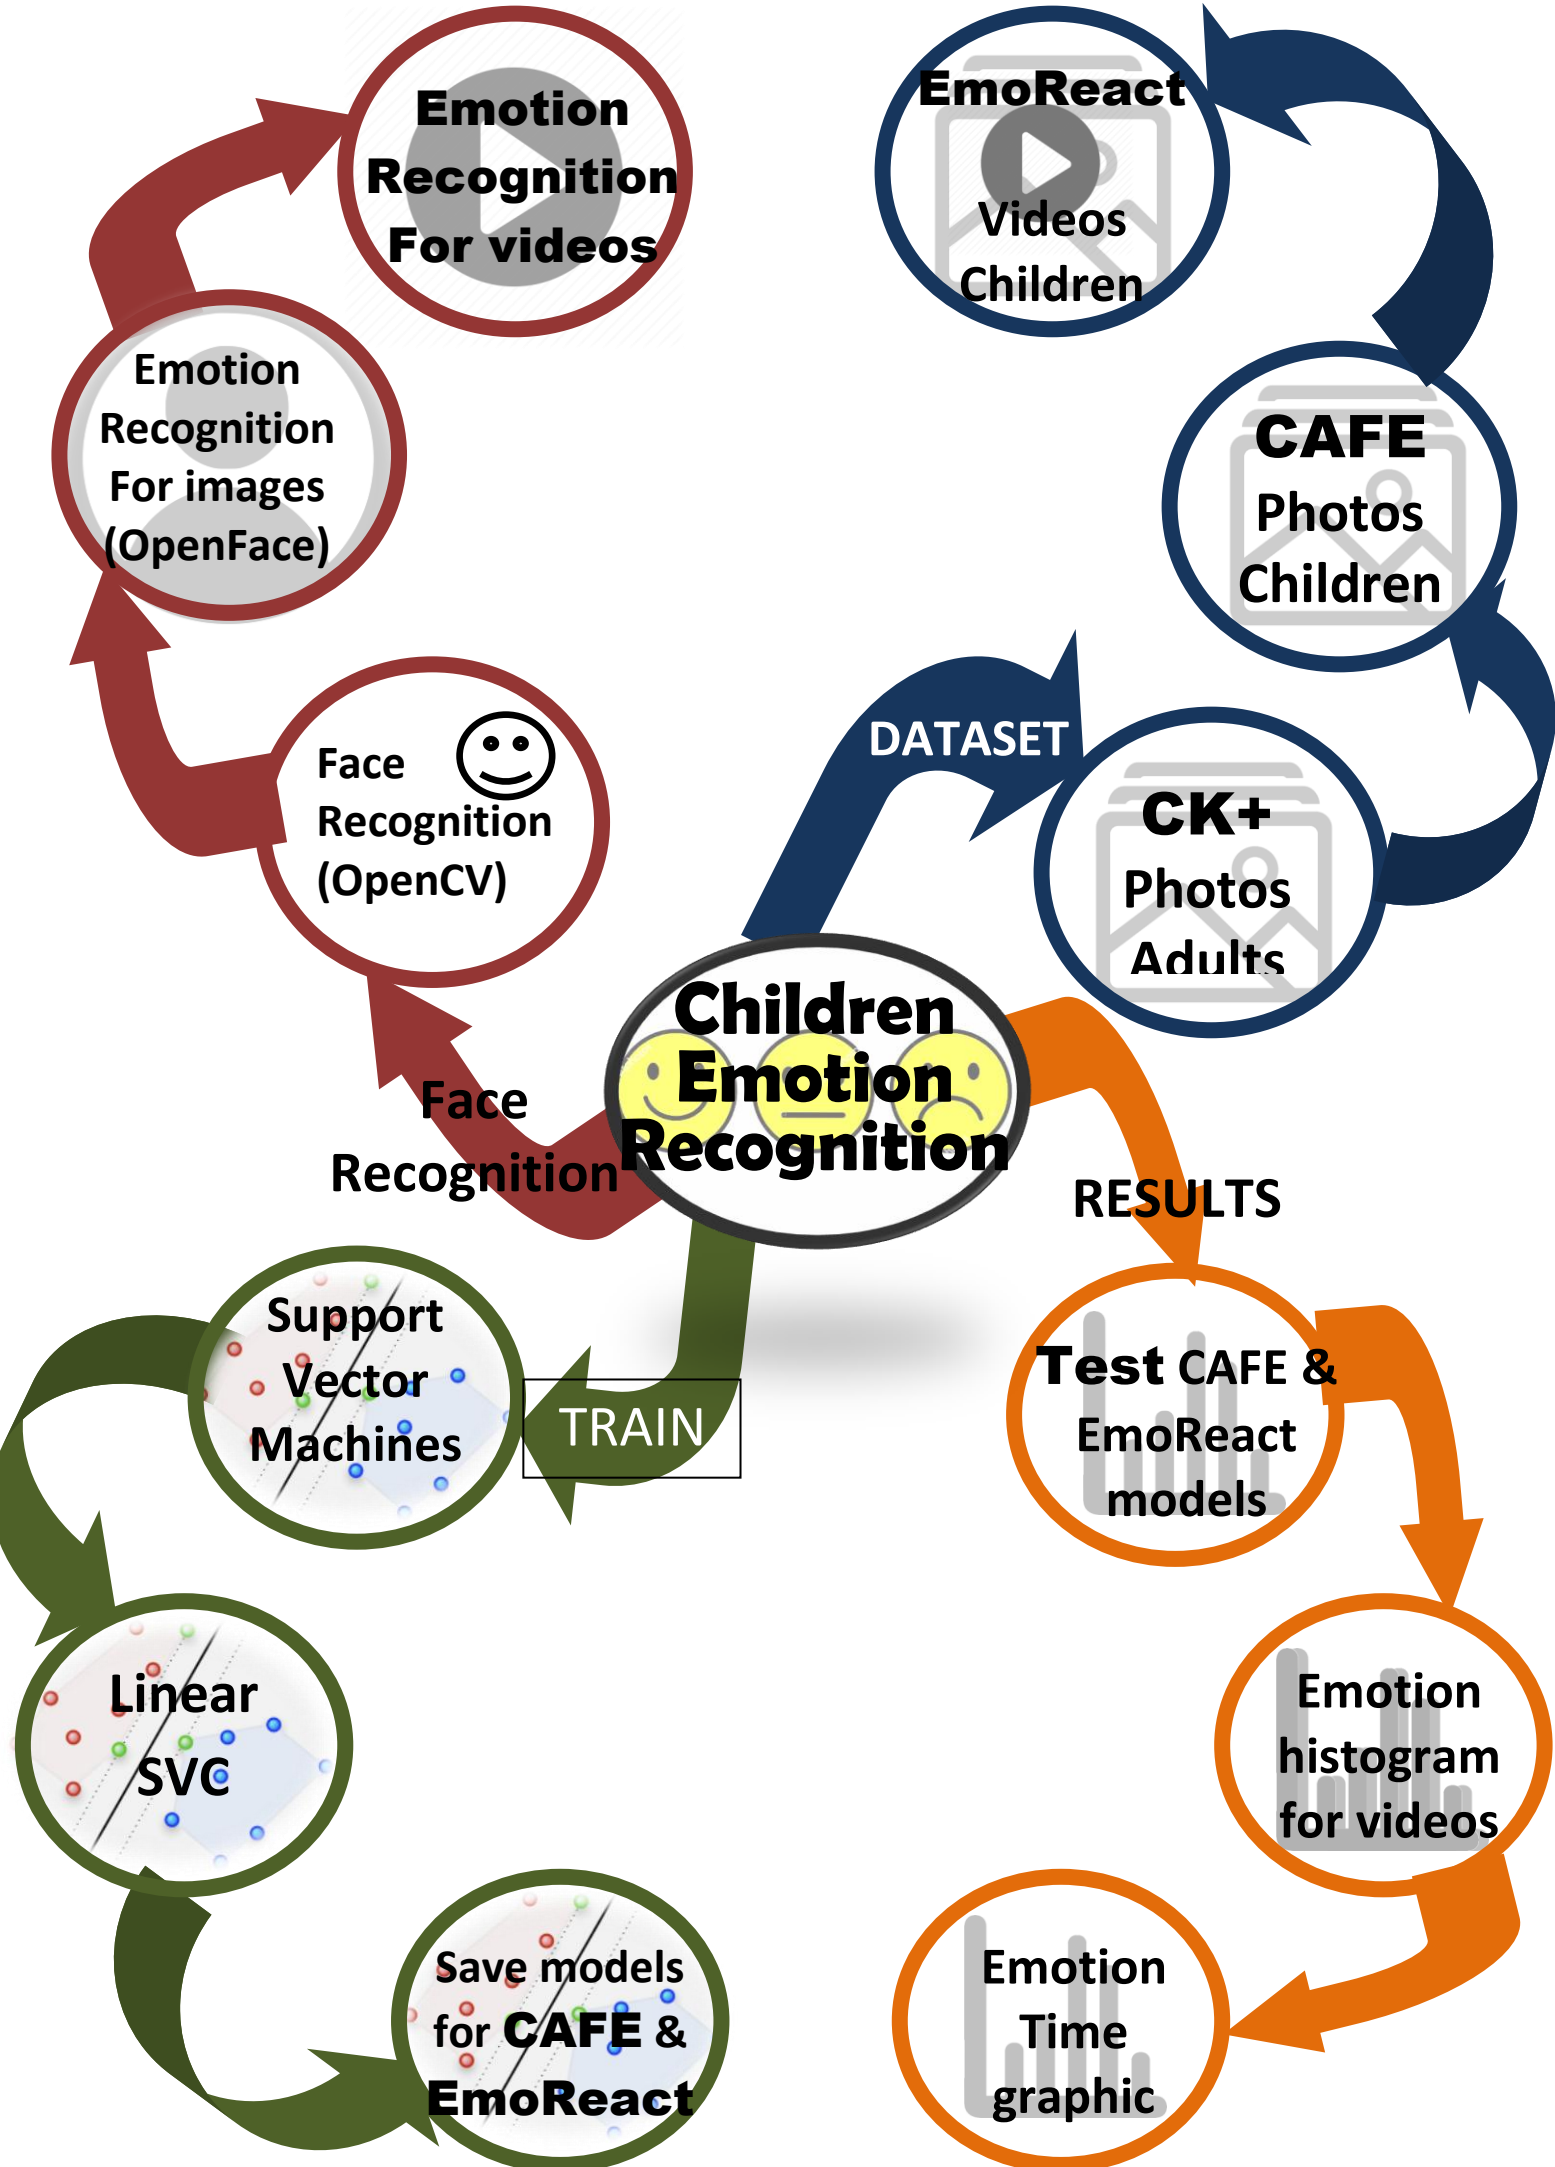 Emotion
Recognition
For videos
EmoReact
Videos
Children
Emotion
Recognition
For images
(OpenFace)
CAFE
Photos
Children
Face
Recognition
(OpenCV)
DATASET
CK+
Photos
Adults
Children
Emotion
Recognition
Face
Recognition
RESULTS
Support
Vector
Machines
TRAIN
Test CAFE &
EmoReact
models
Linear
SVC
Emotion
histogram
for videos
Save models
for CAFE &
EmoReact
Emotion
Time
graphic